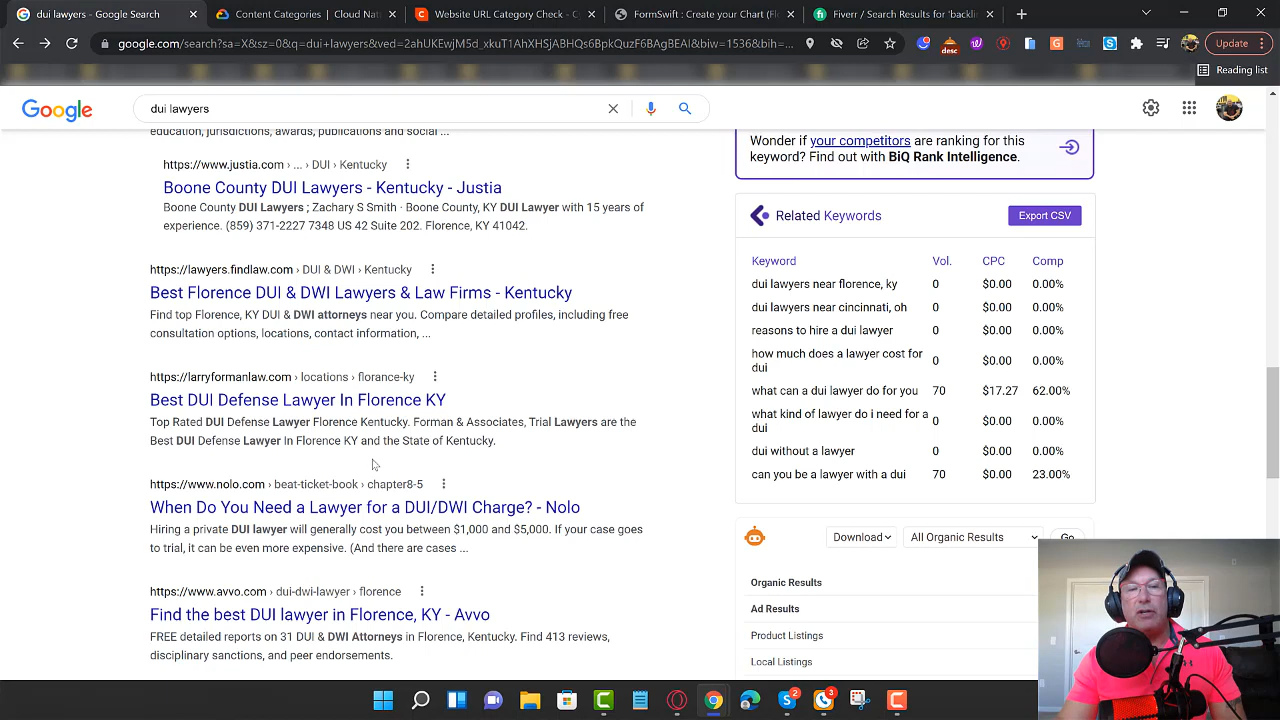 dui lawyers - Google Search
Content Categories | Cloud Nat
Website URL Category Check - Cy
FormSwift : Create your Chart (Fl
Fiverr / Search Results for 'backli
google.com/search?sa=X&sz=0&q=dui+lawyers&ved=2ahUKEwjM5d_xkuT1AhXHSjABHQs6BpkQuzF6BAgBEAI&biw=1536&bih=...
desc
Update
Reading list
Google
dui lawyers
education, jurisdictions, awards, publications and social ...
https://www.justia.com › ... › DUI › Kentucky
Boone County DUI Lawyers - Kentucky - Justia
Boone County DUI Lawyers ; Zachary S Smith · Boone County, KY DUI Lawyer with 15 years of
experience. (859) 371-2227 7348 US 42 Suite 202. Florence, KY 41042.
https://lawyers.findlaw.com › DUI & DWI › Kentucky
Best Florence DUI & DWI Lawyers & Law Firms - Kentucky
Find top Florence, KY DUI & DWI attorneys near you. Compare detailed profiles, including free
consultation options, locations, contact information, ...
https://larryformanlaw.com › locations › florance-ky
Best DUI Defense Lawyer In Florence KY
Top Rated DUI Defense Lawyer Florence Kentucky. Forman & Associates, Trial Lawyers are the
Best DUI Defense Lawyer In Florence KY and the State of Kentucky.
https://www.nolo.com › beat-ticket-book › chapter8-5
When Do You Need a Lawyer for a DUI/DWI Charge? - Nolo
Hiring a private DUI lawyer will generally cost you between $1,000 and $5,000. If your case goes
to trial, it can be even more expensive. (And there are cases ...
https://www.avvo.com › dui-dwi-lawyer › florence
Find the best DUI lawyer in Florence, KY - Avvo
FREE detailed reports on 31 DUI & DWI Attorneys in Florence, Kentucky. Find 413 reviews,
disciplinary sanctions, and peer endorsements.
Wonder if your competitors are ranking for this
keyword? Find out with BiQ Rank Intelligence.
Related Keywords
Export CSV
Keyword Vol. CPC Comp
dui lawyers near florence, ky 0 $0.00 0.00%
dui lawyers near cincinnati, oh 0 $0.00 0.00%
reasons to hire a dui lawyer 0 $0.00 0.00%
how much does a lawyer cost for
dui 0 $0.00 0.00%
what can a dui lawyer do for you 70 $17.27 62.00%
what kind of lawyer do i need for a
dui 0 $0.00 0.00%
dui without a lawyer 0 $0.00 0.00%
can you be a lawyer with a dui 70 $0.00 23.00%
Download
All Organic Results
Go
Organic Results
Ad Results
Product Listings
Local Listings
2
3